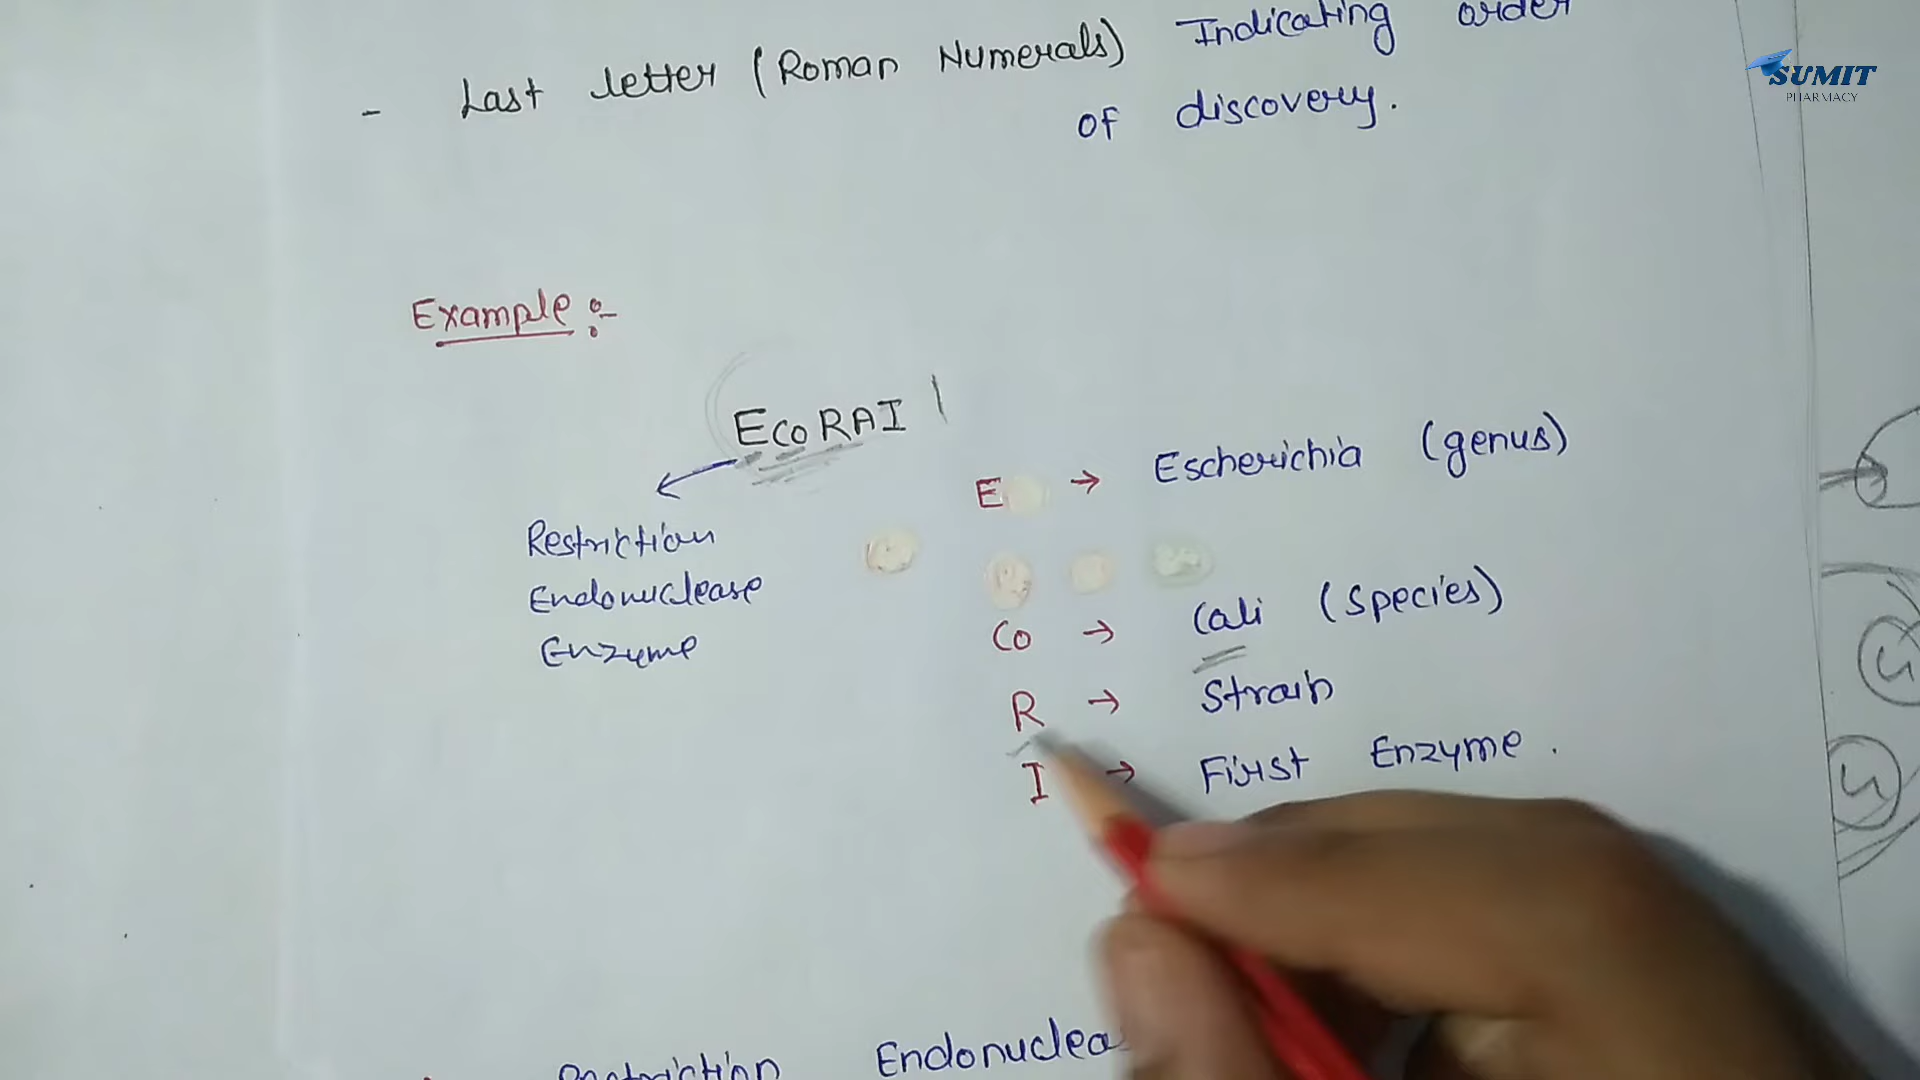 - Last letter (Roman Numerals) Indicating order
of discovery.
SUMIT
PHARMACY
Example :-
EcoRAI
E → Escherichia (genus)
Restriction
Endonuclease
Enzyme
Co → Cali (Species)
R → Strain
I → First Enzyme .
Restriction Endonuclea